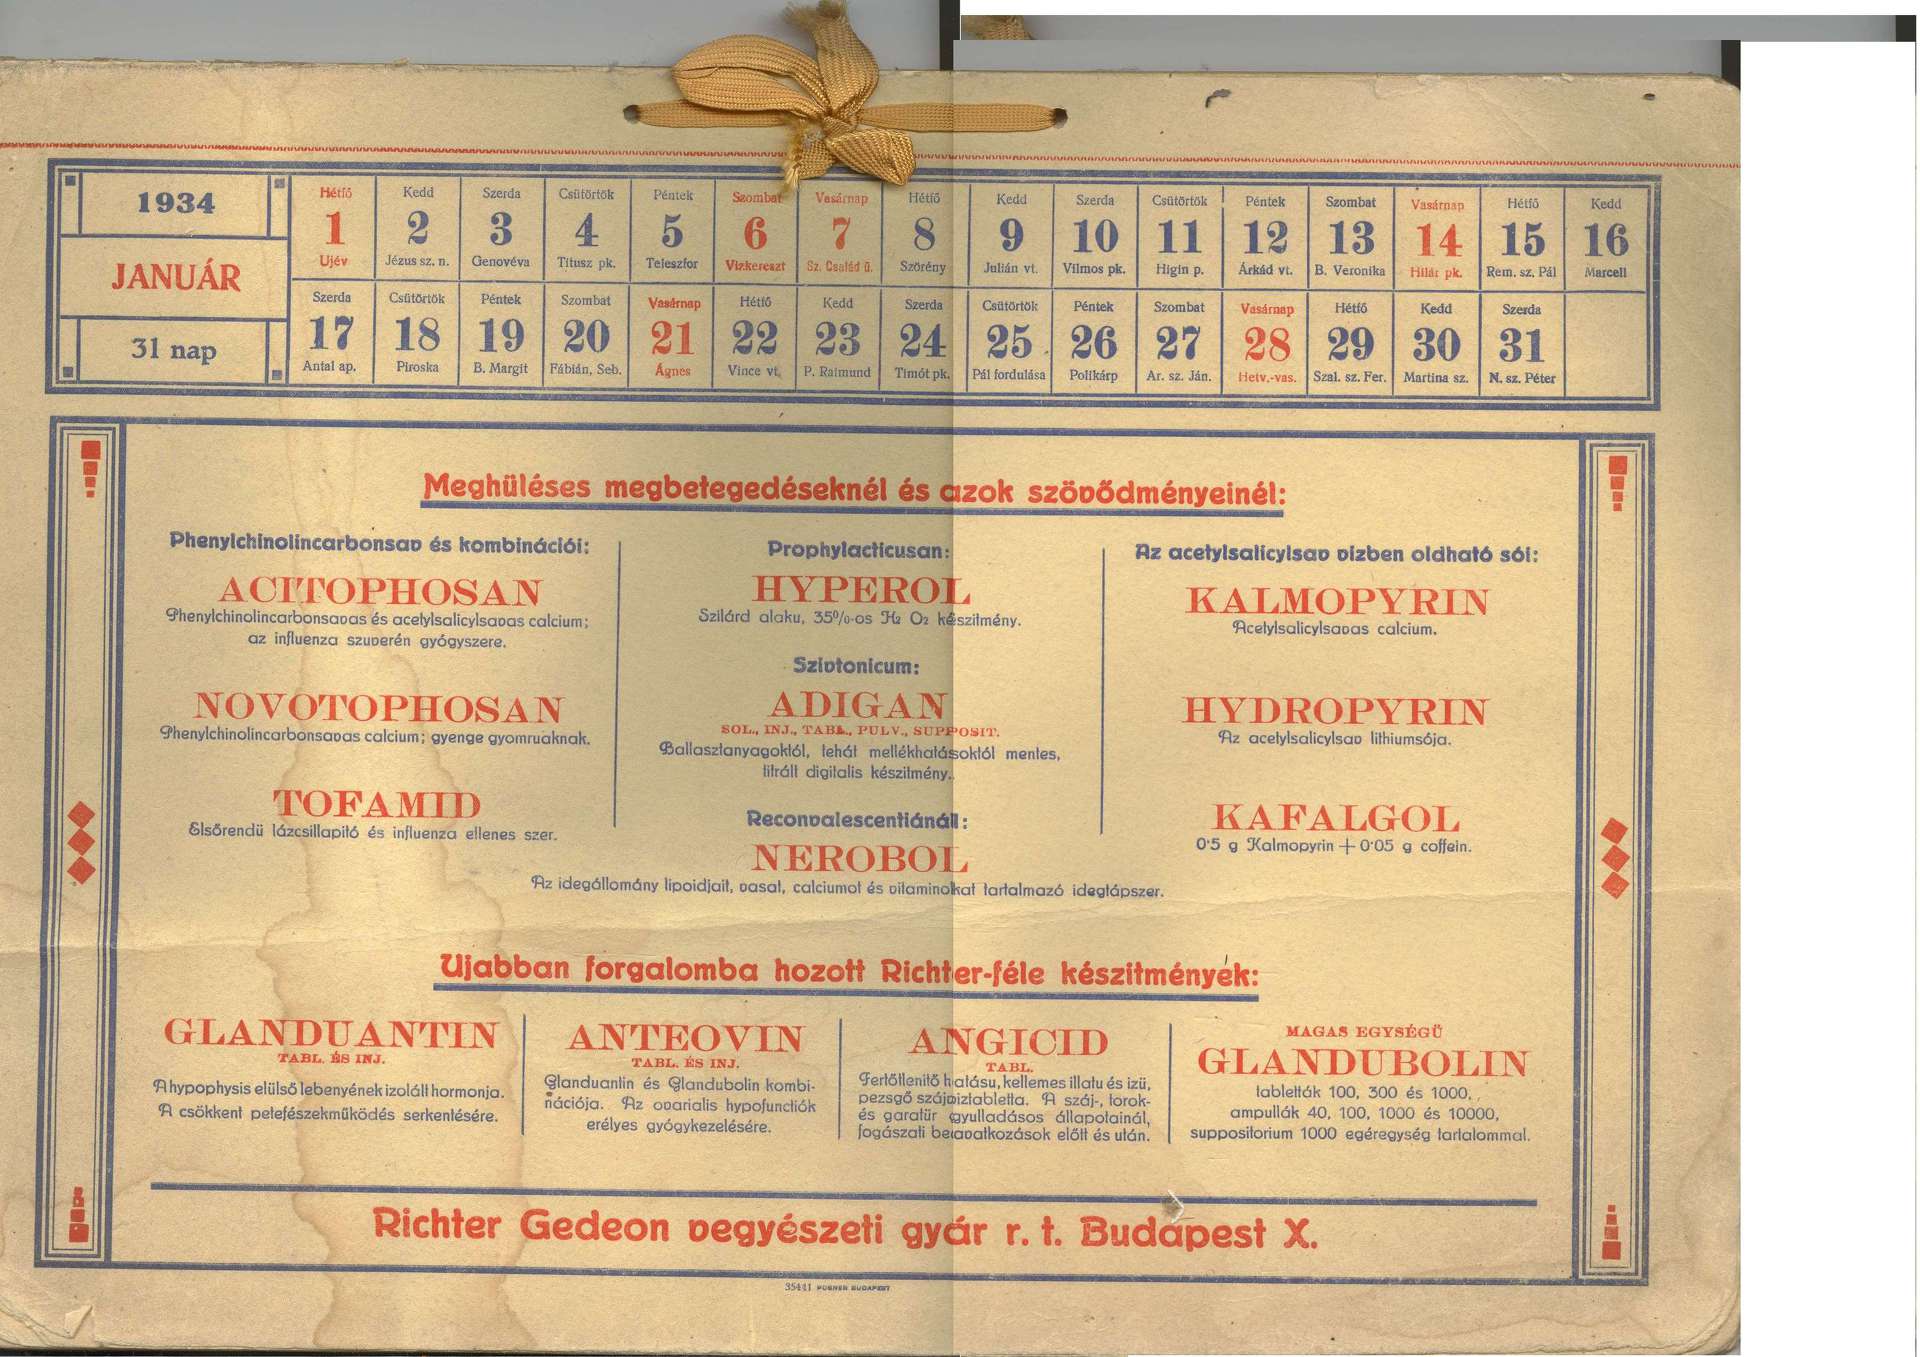 1934
JANUÁR
31 nap
Hétfő Kedd Szerda Csütörtök Péntek Szombat Vasárnap Hétfő Kedd Szerda Csütörtök Péntek Szombat Vasárnap Hétfő Kedd
1 2 3 4 5 6 7 8 9 10 11 12 13 14 15 16
Ujév Jézus sz. n. Genovéva Titusz pk. Teleszfor Vizkereszt Sz. Család ü. Szörény Julián vt. Vilmos pk. Higin p. Árkád vt. B. Veronika Hilár pk. Rem. sz. Pál Marcell
Szerda Csütörtök Péntek Szombat Vasárnap Hétfő Kedd Szerda Csütörtök Péntek Szombat Vasárnap Hétfő Kedd Szerda
17 18 19 20 21 22 23 24 25 26 27 28 29 30 31
Antal ap. Piroska B. Margit Fábián, Seb. Ágnes Vince vt. P. Raimund Timót pk. Pál fordulása Polikárp Ar. sz. Ján. Hetv.-vas. Szal. sz. Fer. Martina sz. N. sz. Péter
Meghüléses megbetegedéseknél és azok szövődményeinél:
Phenylchinolincarbonsav és kombinációi:
ACITOPHOSAN
Phenylchinolincarbonsavas és acetylsalicylsavas calcium;
az influenza szuverén gyógyszere.
NOVOTOPHOSAN
Phenylchinolincarbonsavas calcium; gyenge gyomruaknak.
TOFAMID
Elsőrendü lázcsillapitó és influenza ellenes szer.
Prophylacticusan:
HYPEROL
Szilárd alaku, 35%-os H2 O2 készitmény.
Szivtonicum:
ADIGAN
SOL., INJ., TABL., PULV., SUPPOSIT.
Ballasztanyagoktól, tehát mellékhatásoktól mentes,
titrált digitalis készitmény.
Reconvalescentiánál:
NEROBOL
Az idegállomány lipoidjait, vasat, calciumot és vitaminokat tartalmazó idegtápszer.
Az acetylsalicylsav vizben oldható sói:
KALMOPYRIN
Acetylsalicylsavas calcium.
HYDROPYRIN
Az acetylsalicylsav lithiumsója.
KAFALGOL
0·5 g Kalmopyrin + 0·05 g coffein.
Ujabban forgalomba hozott Richter-féle készitmények:
GLANDUANTIN
TABL. ÉS INJ.
A hypophysis elülső lebenyének izolált hormonja.
A csökkent petefészekműködés serkentésére.
ANTEOVIN
TABL. ÉS INJ.
Glanduantin és Glandubolin kombi-
nációja. Az ovarialis hypofunctiók
erélyes gyógykezelésére.
ANGICID
TABL.
Fertőtlenitő hatásu, kellemes illatu és izü,
pezsgő szájviztabletta. A száj-, torok-
és garatür gyulladásos állapotainál,
fogászati beavatkozások előtt és után.
MAGAS EGYSÉGŰ
GLANDUBOLIN
tabletták 100, 300 és 1000,
ampullák 40, 100, 1000 és 10000,
suppositorium 1000 egéregység tartalommal.
Richter Gedeon vegyészeti gyár r. t. Budapest X.
35441 POSNER BUDAPEST